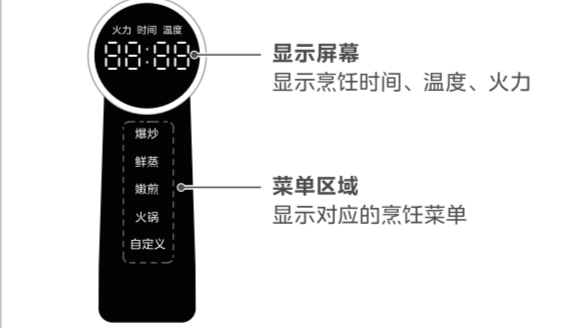 火力 时间 温度
88:88
显示屏幕
显示烹饪时间、温度、火力
爆炒
鲜蒸
嫩煎
火锅
自定义
菜单区域
显示对应的烹饪菜单